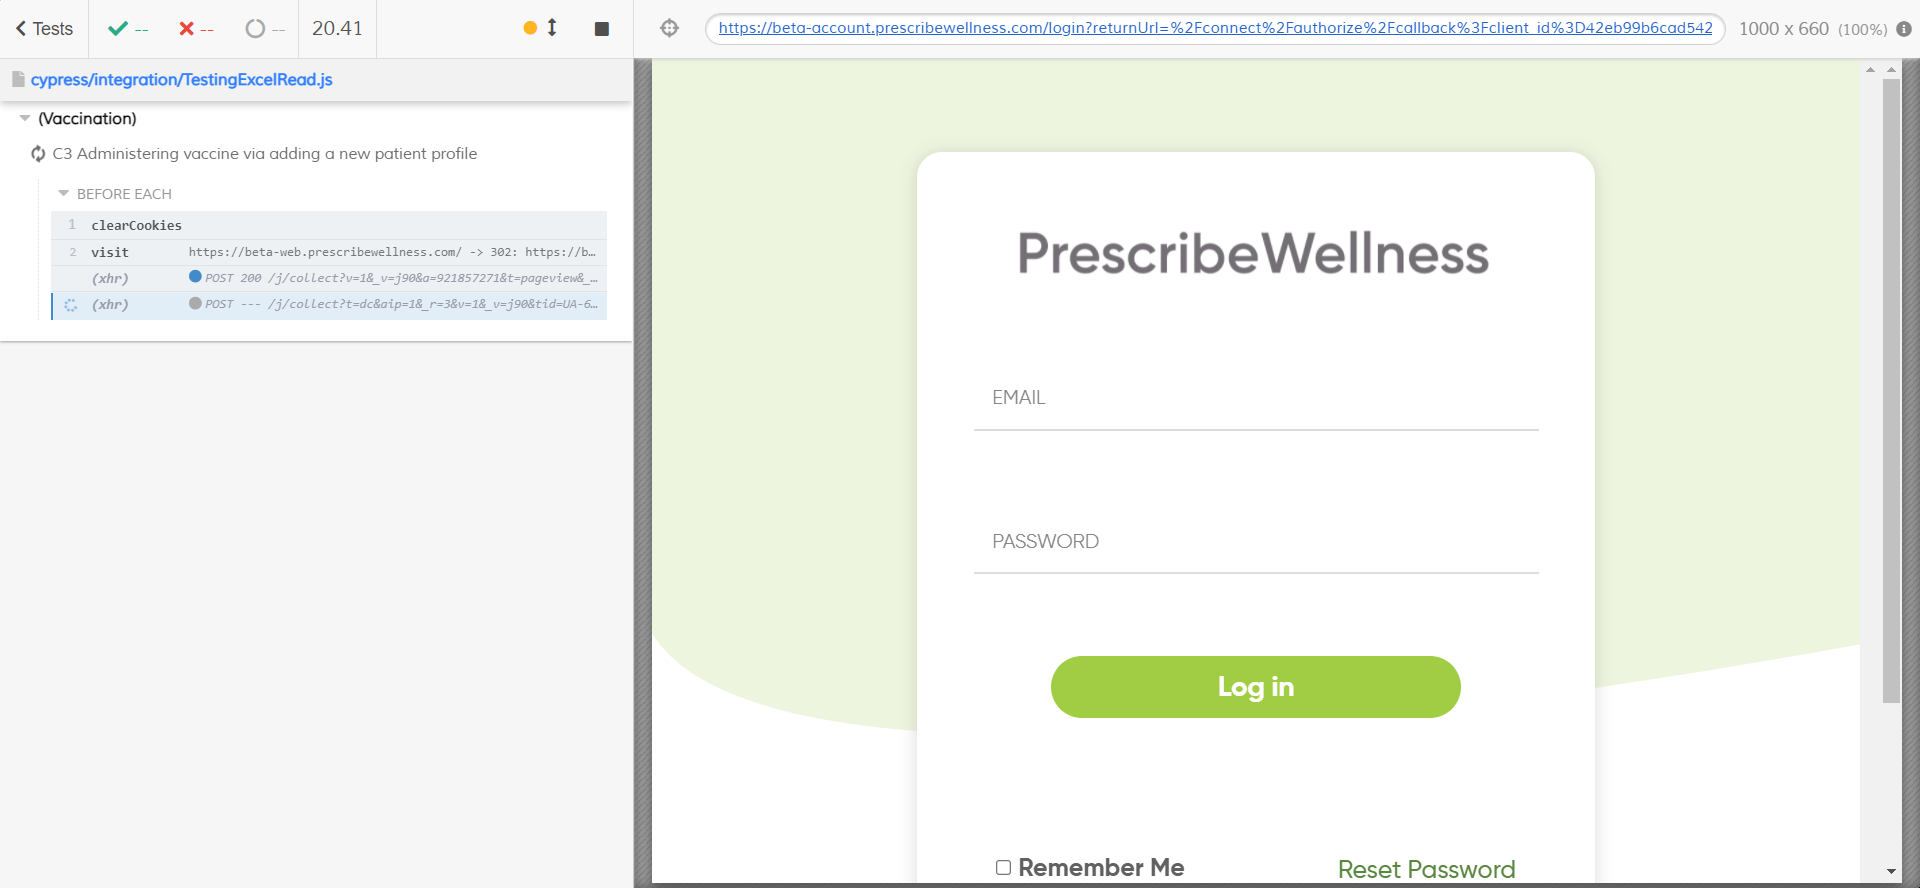 Tests -- -- -- 20.41
https://beta-account.prescribewellness.com/login?returnUrl=%2Fconnect%2Fauthorize%2Fcallback%3Fclient_id%3D42eb99b6cad542
1000 x 660 (100%)
cypress/integration/TestingExcelRead.js
(Vaccination)
C3 Administering vaccine via adding a new patient profile
BEFORE EACH
1 clearCookies
2 visit https://beta-web.prescribewellness.com/ -> 302: https://b…
(xhr) POST 200 /j/collect?v=1&_v=j90&a=921857271&t=pageview&_…
(xhr) POST --- /j/collect?t=dc&aip=1&_r=3&v=1&_v=j90&tid=UA-6…
PrescribeWellness
EMAIL
PASSWORD
Log in
Remember Me Reset Password